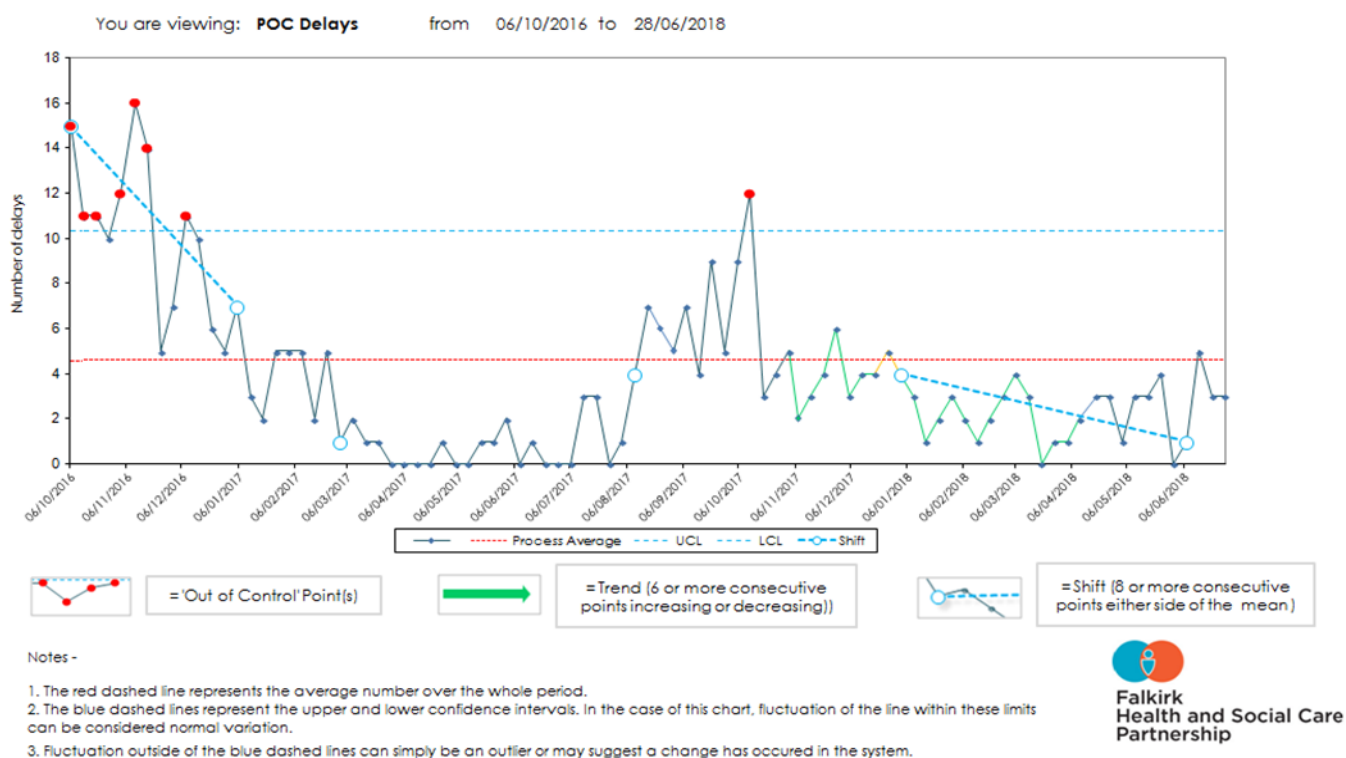 You are viewing: POC Delays from 06/10/2016 to 28/06/2018
18
16
14
12
10
8
6
4
2
0
Number of delays
06/10/2016
06/11/2016
06/12/2016
06/01/2017
06/02/2017
06/03/2017
06/04/2017
06/05/2017
06/06/2017
06/07/2017
06/08/2017
06/09/2017
06/10/2017
06/11/2017
06/12/2017
06/01/2018
06/02/2018
06/03/2018
06/04/2018
06/05/2018
06/06/2018
Process Average UCL LCL Shift
='Out of Control' Point(s)
=Trend (6 or more consecutive
points increasing or decreasing))
=Shift (8 or more consecutive
points either side of the mean)
Notes -
1. The red dashed line represents the average number over the whole period.
2. The blue dashed lines represent the upper and lower confidence intervals. In the case of this chart, fluctuation of the line within these limits
can be considered normal variation.
3. Fluctuation outside of the blue dashed lines can simply be an outlier or may suggest a change has occured in the system.
Falkirk
Health and Social Care
Partnership